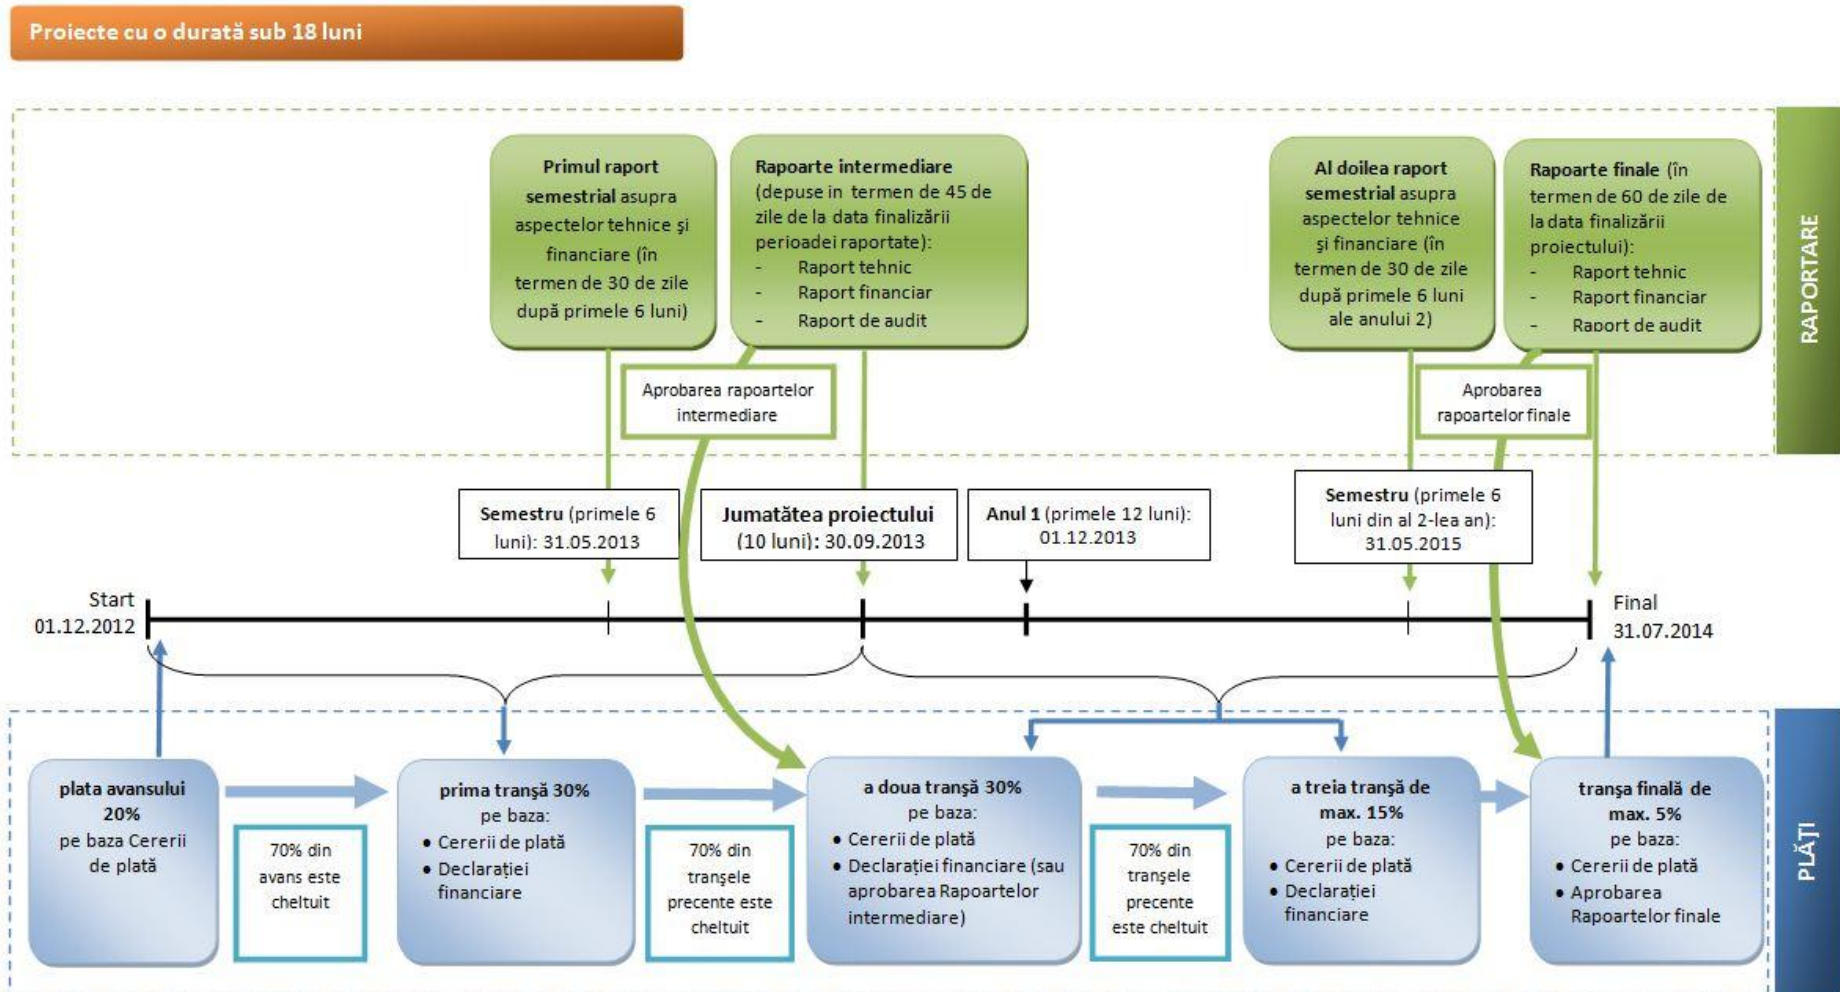 Proiecte cu o durată sub 18 luni
Primul raport
semestrial asupra
aspectelor tehnice şi
financiare (în
termen de 30 de zile
după primele 6 luni)
Rapoarte intermediare
(depuse in termen de 45 de
zile de la data finalizării
perioadei raportate):
- Raport tehnic
- Raport financiar
- Raport de audit
Al doilea raport
semestrial asupra
aspectelor tehnice
şi financiare (în
termen de 30 de zile
după primele 6 luni
ale anului 2)
Rapoarte finale (în
termen de 60 de zile de
la data finalizării
proiectului):
- Raport tehnic
- Raport financiar
- Raport de audit
RAPORTARE
Aprobarea rapoartelor
intermediare
Aprobarea
rapoartelor finale
Semestru (primele 6
luni): 31.05.2013
Jumatătea proiectului
(10 luni): 30.09.2013
Anul 1 (primele 12 luni):
01.12.2013
Semestru (primele 6
luni din al 2-lea an):
31.05.2015
Start
01.12.2012
Final
31.07.2014
plata avansului
20%
pe baza Cererii
de plată
70% din
avans este
cheltuit
prima tranşă 30%
pe baza:
• Cererii de plată
• Declarației
financiare
70% din
tranşele
precente este
cheltuit
a doua tranşă 30%
pe baza:
• Cererii de plată
• Declarației financiare (sau
aprobarea Rapoartelor
intermediare)
70% din
tranşele
precente
este cheltuit
a treia tranşă de
max. 15%
pe baza:
• Cererii de plată
• Declarației
financiare
tranşa finală de
max. 5%
pe baza:
• Cererii de plată
• Aprobarea
Rapoartelor finale
PLĂŢI